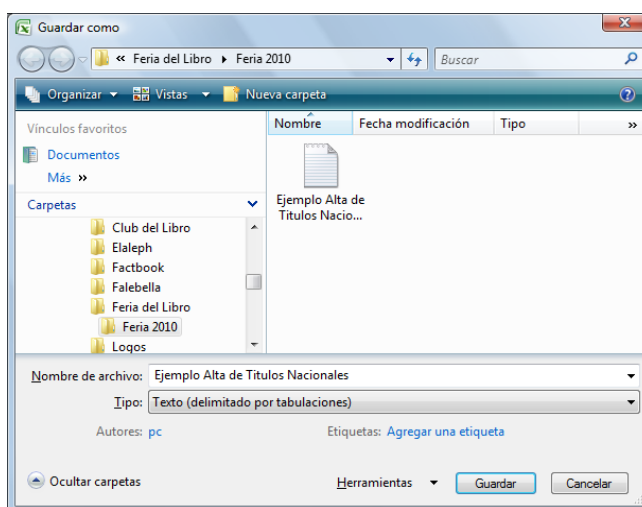 Guardar como
« Feria del Libro ▸ Feria 2010
Buscar
Organizar Vistas Nueva carpeta
Vínculos favoritos
Documentos
Más »
Carpetas
Club del Libro
Elaleph
Factbook
Falebella
Feria del Libro
Feria 2010
Logos
Nombre Fecha modificación Tipo »
Ejemplo Alta de
Titulos Nacio...
Nombre de archivo: Ejemplo Alta de Titulos Nacionales
Tipo: Texto (delimitado por tabulaciones)
Autores: pc Etiquetas: Agregar una etiqueta
Ocultar carpetas Herramientas Guardar Cancelar